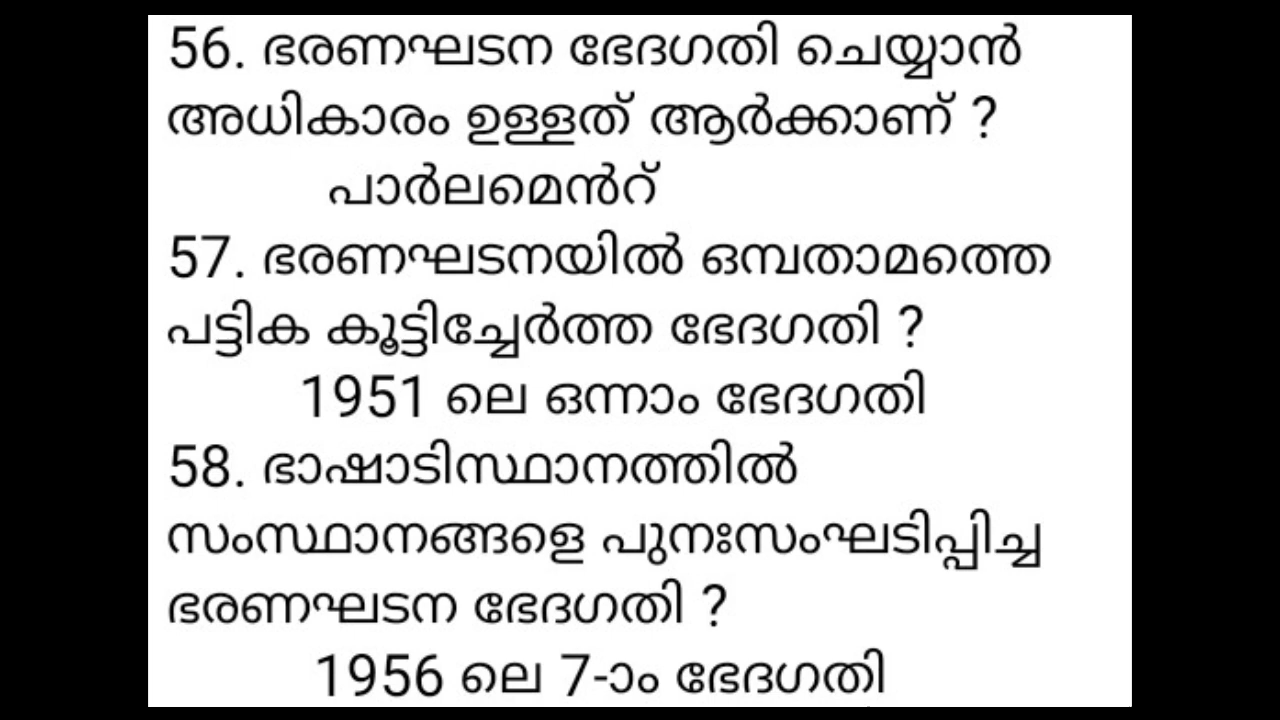 56. ഭരണഘടന ഭേദഗതി ചെയ്യാൻ
അധികാരം ഉള്ളത് ആർക്കാണ് ?
പാർലമെൻറ്
57. ഭരണഘടനയിൽ ഒമ്പതാമത്തെ
പട്ടിക കൂട്ടിച്ചേർത്ത ഭേദഗതി ?
1951 ലെ ഒന്നാം ഭേദഗതി
58. ഭാഷാടിസ്ഥാനത്തിൽ
സംസ്ഥാനങ്ങളെ പുനഃസംഘടിപ്പിച്ച
ഭരണഘടന ഭേദഗതി ?
1956 ലെ 7-ാം ഭേദഗതി